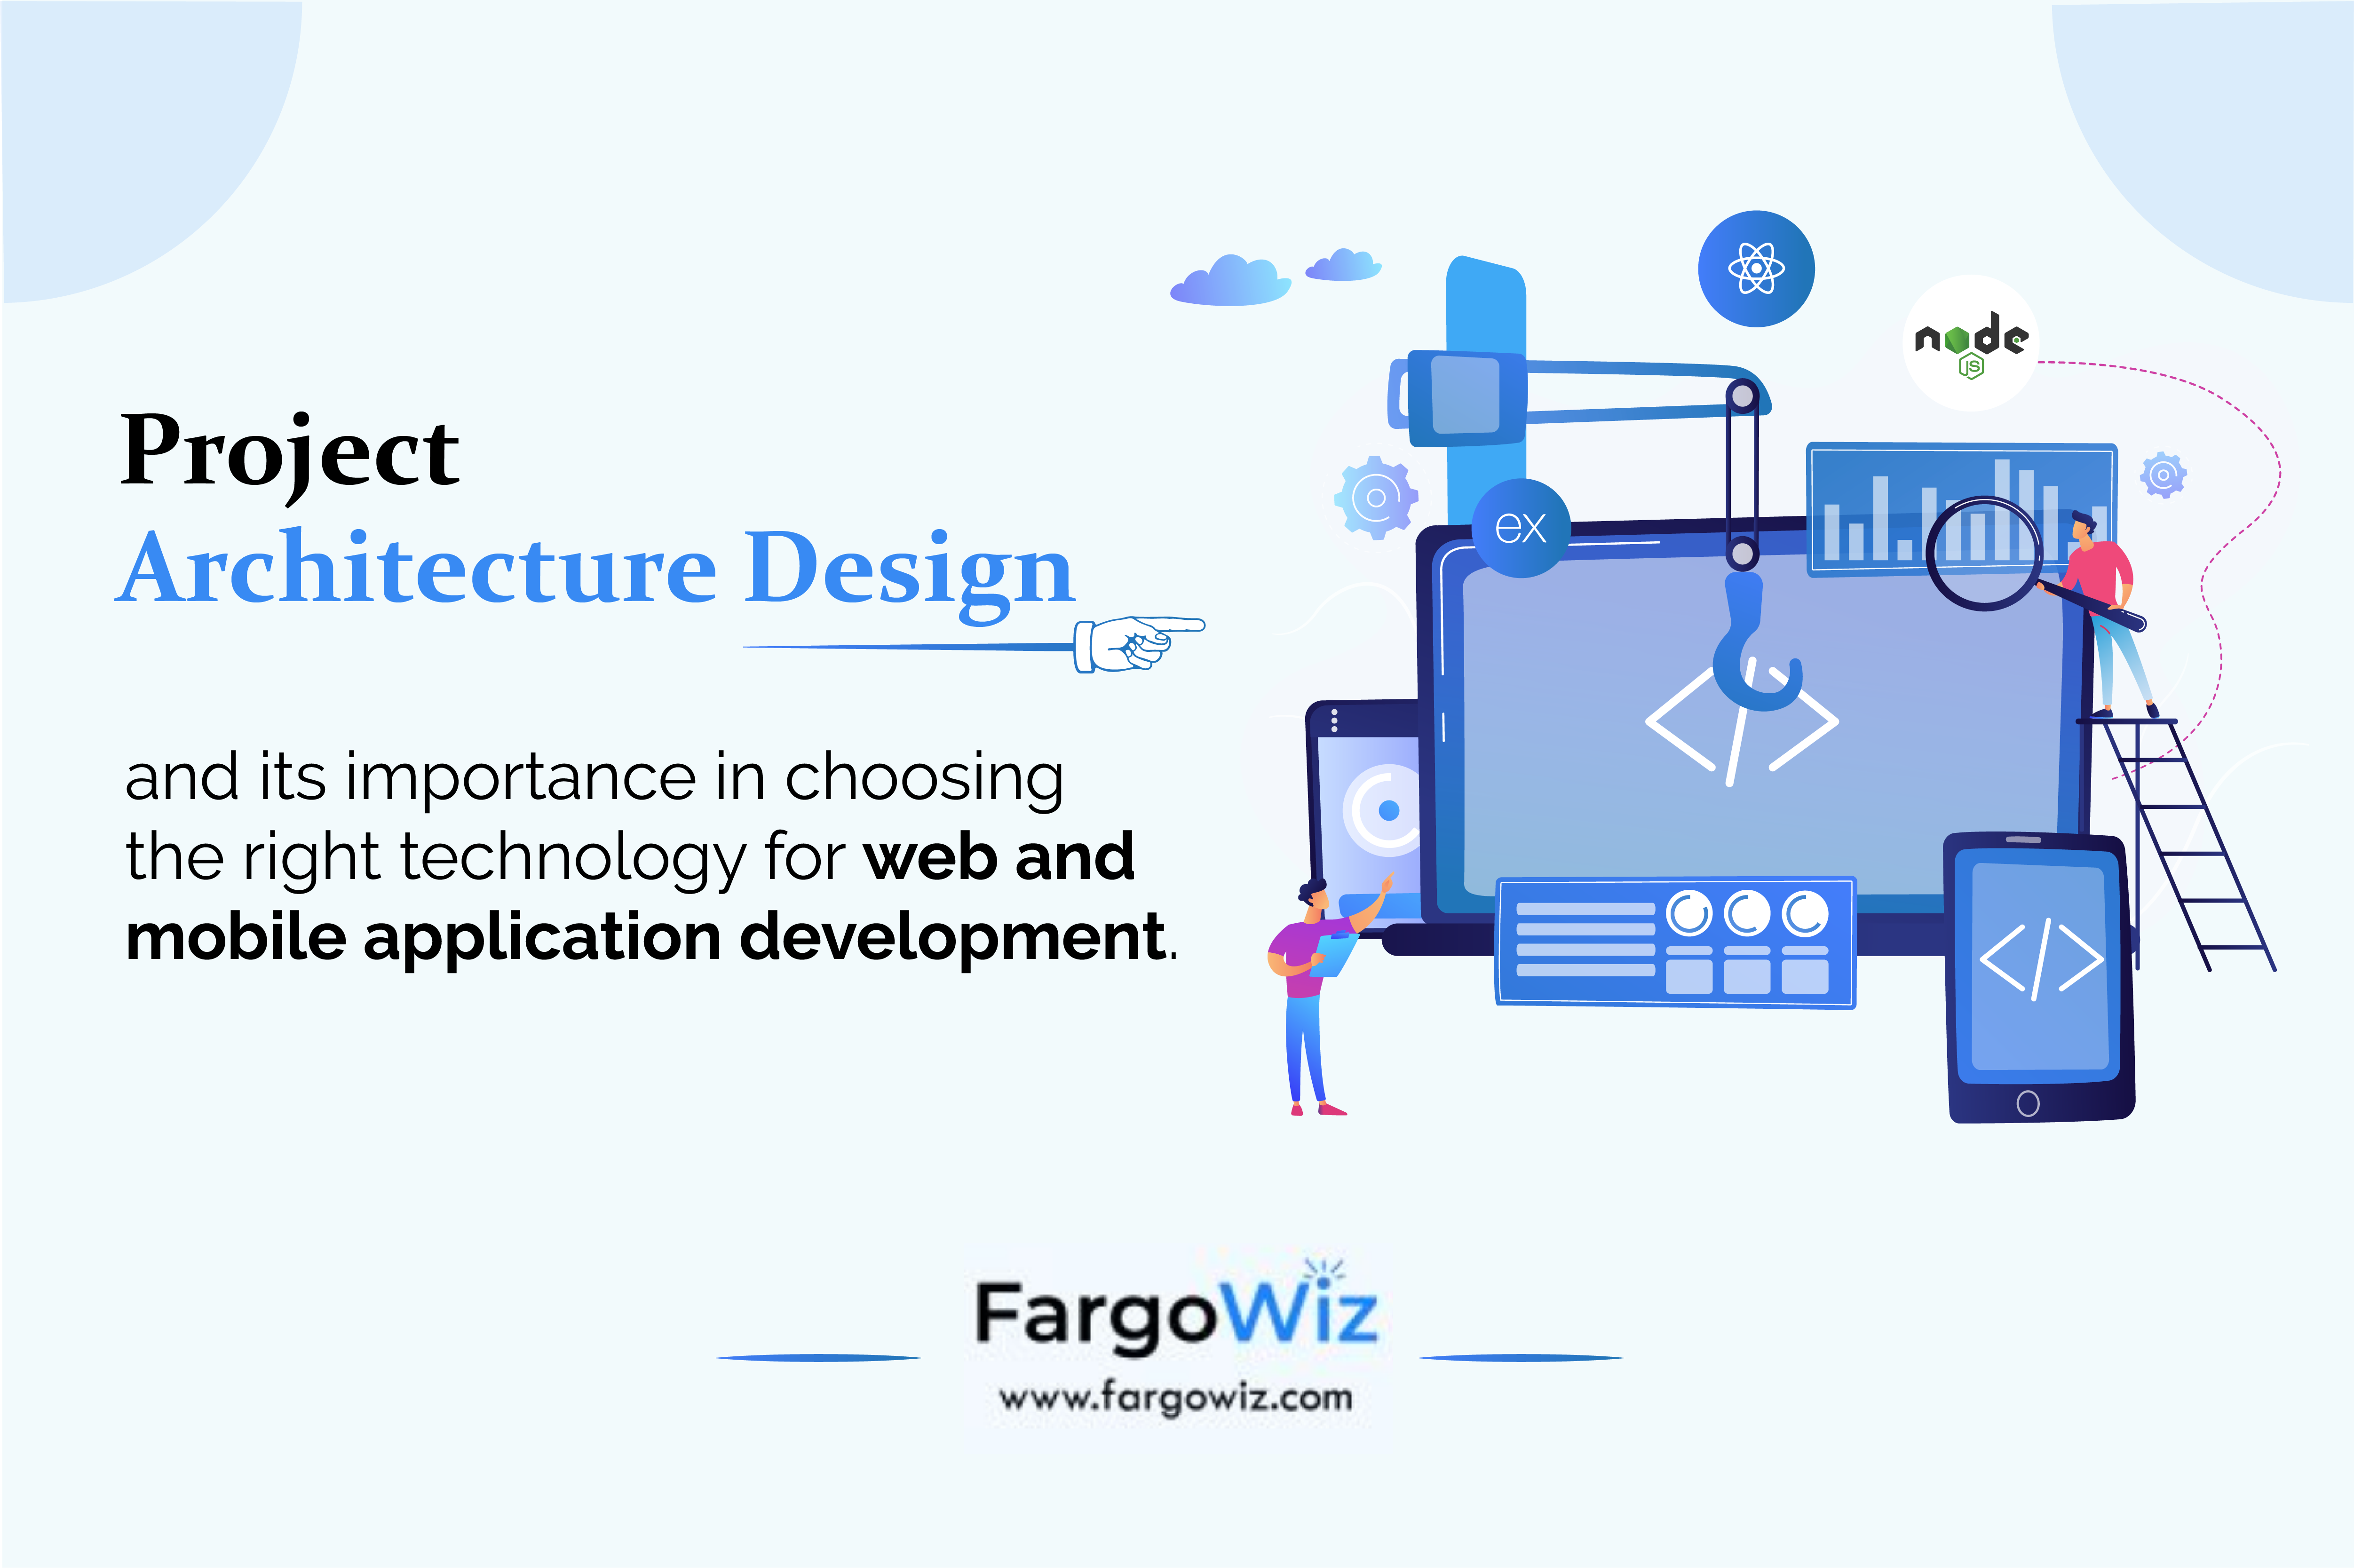 Project
Architecture Design
and its importance in choosing
the right technology for web and
mobile application development.
ex
node
JS
</>
</>
FargoWiz
www.fargowiz.com